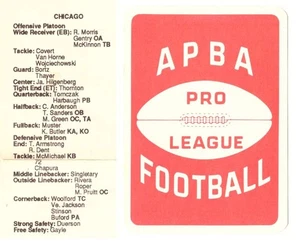 CHICAGO
Offensive Platoon
Wide Receiver (EB): R. Morris
Gentry OA
McKinnon TB
Tackle: Covert
Van Horne
Wojciechowski
Guard: Bortz
Thayer
Center: Ja. Hilgenberg
Tight End (ET): Thornton
Quarterback: Tomczak
Harbaugh PB
Halfback: C. Anderson
T. Sanders OB
M. Green OC, TA
Fullback: Muster
K. Butler KA, KO
Defensive Platoon
End: T. Armstrong
R. Dent
Tackle: McMichael KB
Chapura
Middle Linebacker: Singletary
Outside Linebacker: Rivera
Roper
M. Pruitt OC
Cornerback: Woolford TC
Ve. Jackson
Stinson
Buford PA
Strong Safety: Duerson
Free Safety: Gayle
APBA
PRO
LEAGUE
FOOTBALL